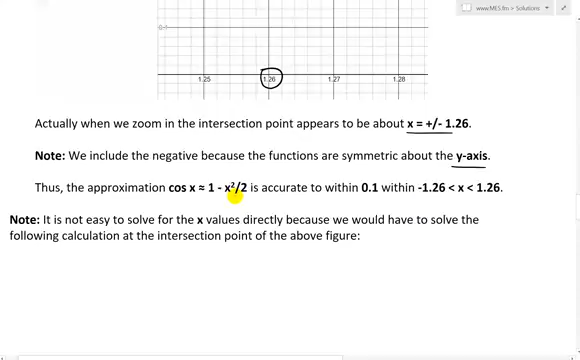 www.MES.fm > Solutions
0.1
1.25 1.26 1.27 1.28
Actually when we zoom in the intersection point appears to be about x = +/- 1.26.
Note: We include the negative because the functions are symmetric about the y-axis.
Thus, the approximation cos x ≈ 1 - x²/2 is accurate to within 0.1 within -1.26 < x < 1.26.
Note: It is not easy to solve for the x values directly because we would have to solve the
following calculation at the intersection point of the above figure: